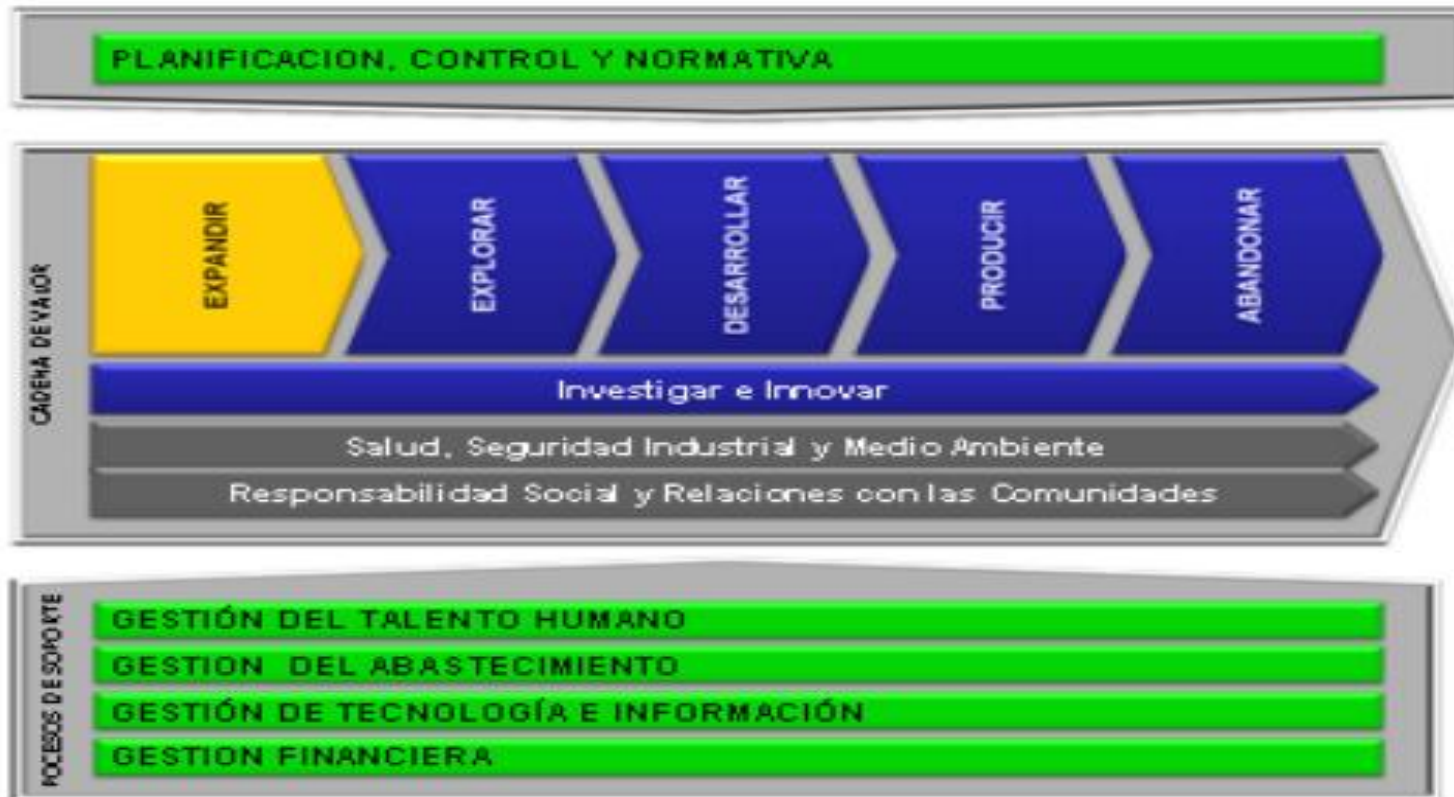 PLANIFICACION, CONTROL Y NORMATIVA
CADENA DE VALOR
EXPANDIR
EXPLORAR
DESARROLLAR
PRODUCIR
ABANDONAR
Investigar e Innovar
Salud, Seguridad Industrial y Medio Ambiente
Responsabilidad Social y Relaciones con las Comunidades
POCESOS DE SOPORTE
GESTIÓN DEL TALENTO HUMANO
GESTION DEL ABASTECIMIENTO
GESTIÓN DE TECNOLOGÍA E INFORMACIÓN
GESTION FINANCIERA